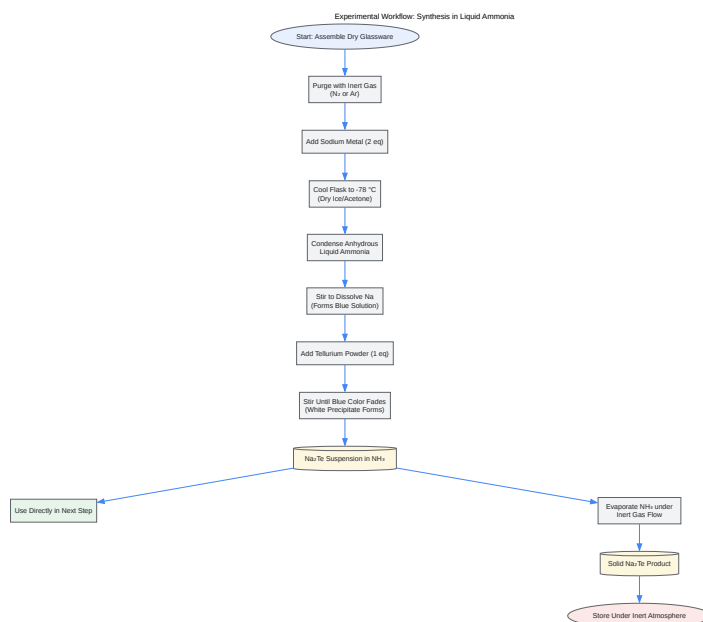 Experimental Workflow: Synthesis in Liquid Ammonia
Start: Assemble Dry Glassware
Purge with Inert Gas
(N₂ or Ar)
Add Sodium Metal (2 eq)
Cool Flask to -78 °C
(Dry Ice/Acetone)
Condense Anhydrous
Liquid Ammonia
Stir to Dissolve Na
(Forms Blue Solution)
Add Tellurium Powder (1 eq)
Stir Until Blue Color Fades
(White Precipitate Forms)
Na₂Te Suspension in NH₃
Use Directly in Next Step
Evaporate NH₃ under
Inert Gas Flow
Solid Na₂Te Product
Store Under Inert Atmosphere